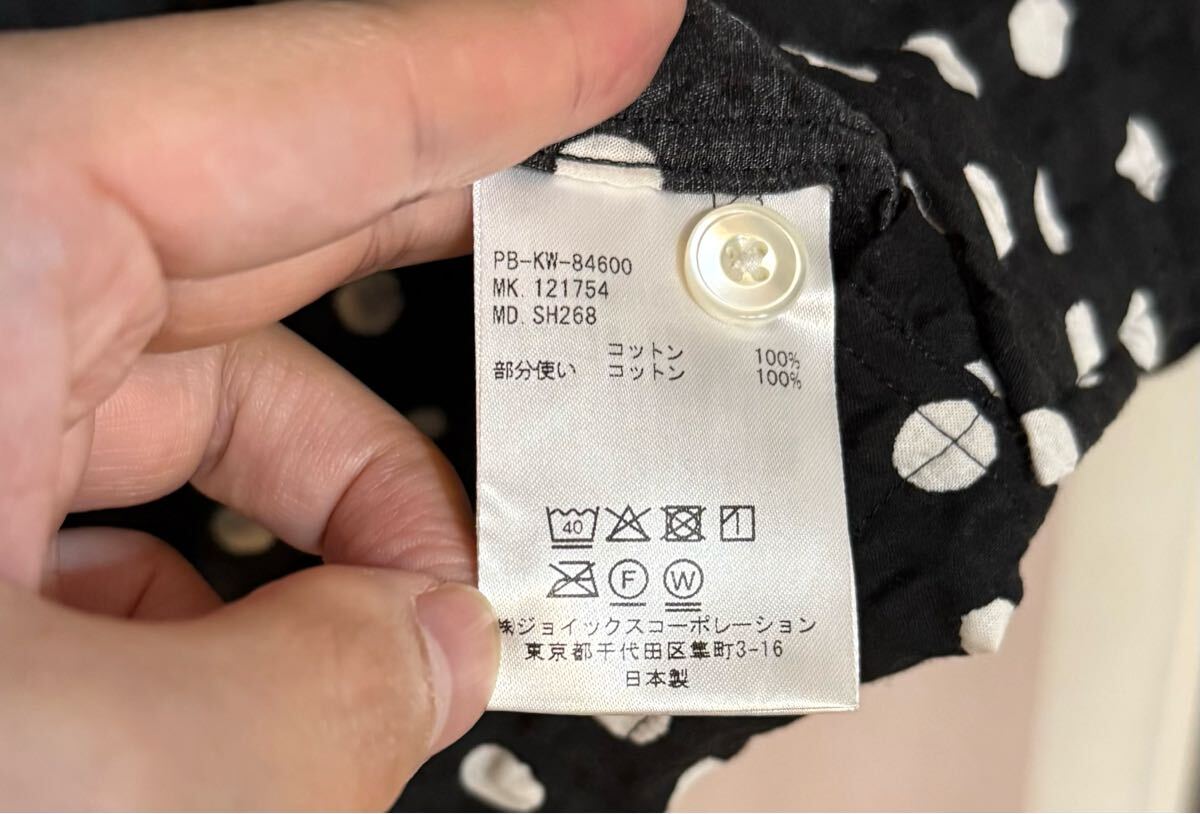 PB-KW-84600
MK. 121754
MD. SH268
コットン 100%
部分使い コットン 100%
40
F W
㈱ジョイックスコーポレーション
東京都千代田区隼町3-16
日本製